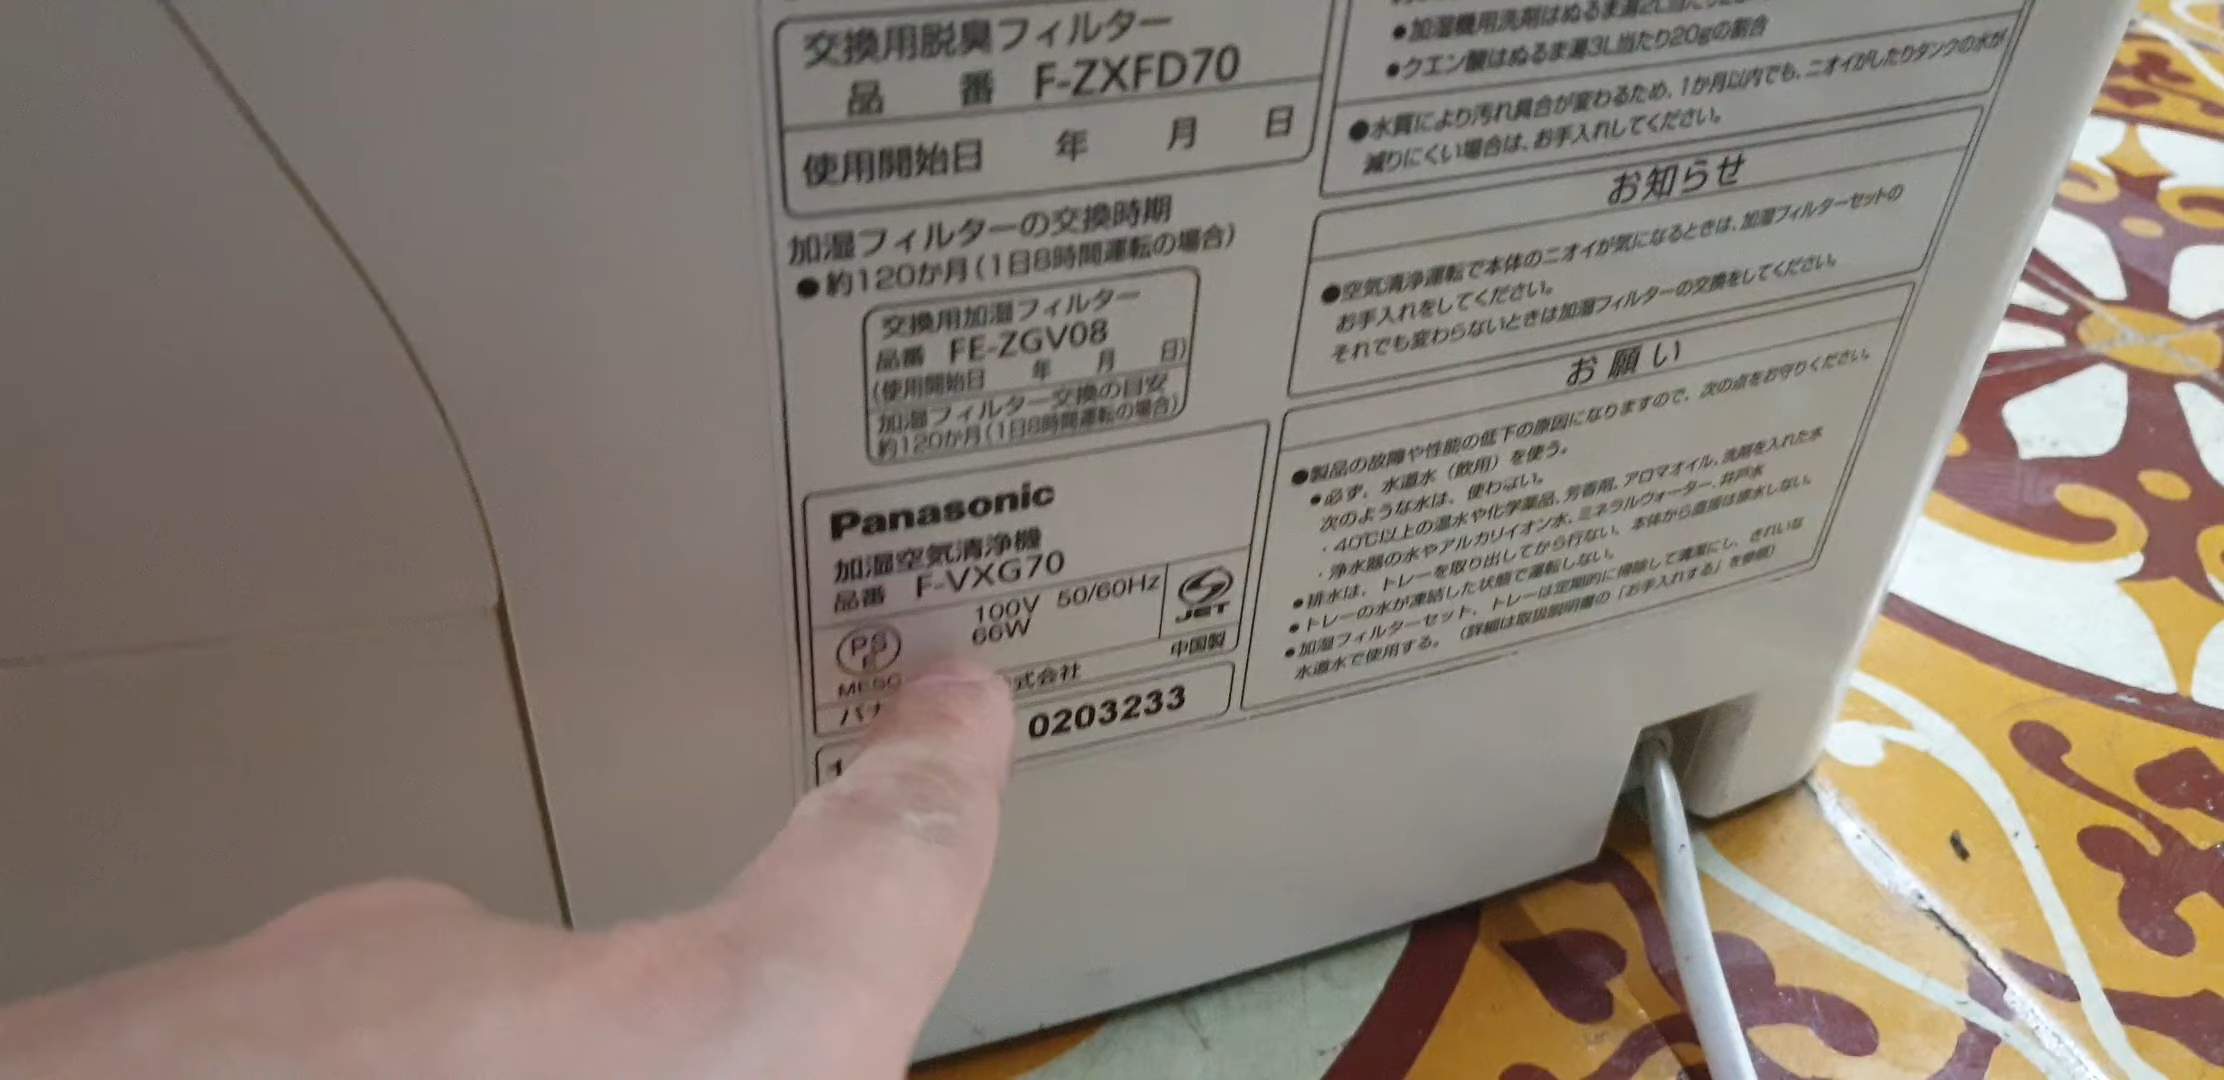 交換用脱臭フィルター
品 番 F-ZXFD70
使用開始日 年 月 日
加湿フィルターの交換時期
●約120か月(1日8時間運転の場合)
交換用加湿フィルター
品番 FE-ZGV08
(使用開始日 年 月 日)
加湿フィルター交換の目安
約120か月(1日8時間運転の場合)
Panasonic
加湿空気清浄機
品番 F-VXG70
100V 50/60Hz
66W
PS
E
JET
中国製
式会社
0203233
●加湿機用洗剤はぬるま湯2L当たり
●クエン酸はぬるま湯3L当たり20gの割合
●水質により汚れ具合が変わるため、1か月以内でも、ニオイがしたりタンクの水が
減りにくい場合は、お手入れしてください。
お知らせ
●空気清浄運転で本体のニオイが気になるときは、加湿フィルターセットの
お手入れをしてください。
それでも変わらないときは加湿フィルターの交換をしてください。
お願い
●製品の故障や性能の低下の原因になりますので、次の点をお守りください。
●必ず、水道水(飲用)を使う。
次のような水は、使わない。
・40℃以上の温水や化学薬品、芳香剤、アロマオイル、洗剤を入れた水
・浄水器の水やアルカリイオン水、ミネラルウォーター、井戸水
●排水は、トレーを取り出してから行ない、本体から直接は排水しない。
●トレーの水が凍結した状態で運転しない。
●加湿フィルターセット、トレーは定期的に掃除して清潔にし、きれいな
水道水で使用する。(詳細は取扱説明書の「お手入れする」を参照)